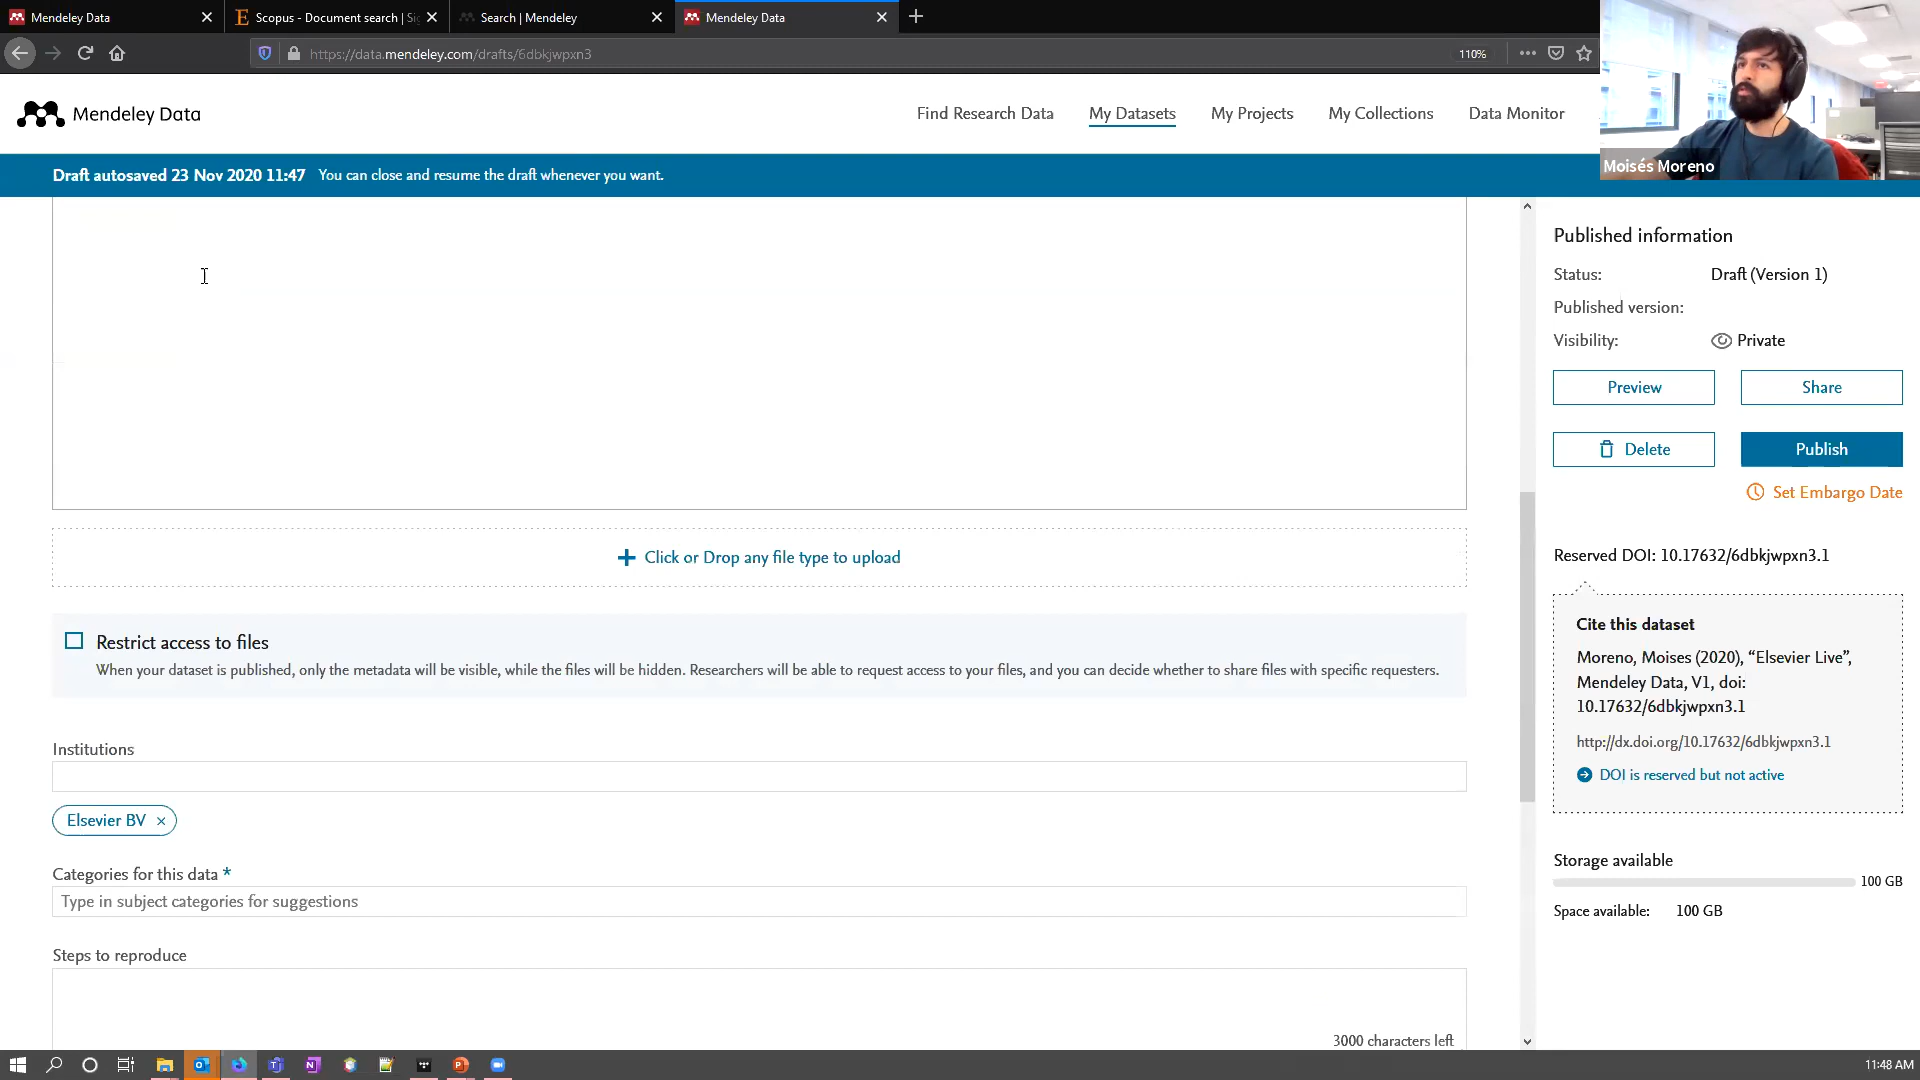 Mendeley Data
Scopus - Document search | Sig
Search | Mendeley
Mendeley Data
https://data.mendeley.com/drafts/6dbkjwpxn3
110%
Mendeley Data
Find Research Data
My Datasets
My Projects
My Collections
Data Monitor
Moisés Moreno
Draft autosaved 23 Nov 2020 11:47 You can close and resume the draft whenever you want.
Click or Drop any file type to upload
Restrict access to files
When your dataset is published, only the metadata will be visible, while the files will be hidden. Researchers will be able to request access to your files, and you can decide whether to share files with specific requesters.
Institutions
Elsevier BV ×
Categories for this data *
Type in subject categories for suggestions
Steps to reproduce
3000 characters left
Published information
Status: Draft (Version 1)
Published version:
Visibility: Private
Preview
Share
Delete
Publish
Set Embargo Date
Reserved DOI: 10.17632/6dbkjwpxn3.1
Cite this dataset
Moreno, Moises (2020), “Elsevier Live”,
Mendeley Data, V1, doi:
10.17632/6dbkjwpxn3.1
http://dx.doi.org/10.17632/6dbkjwpxn3.1
DOI is reserved but not active
Storage available
100 GB
Space available: 100 GB
11:48 AM